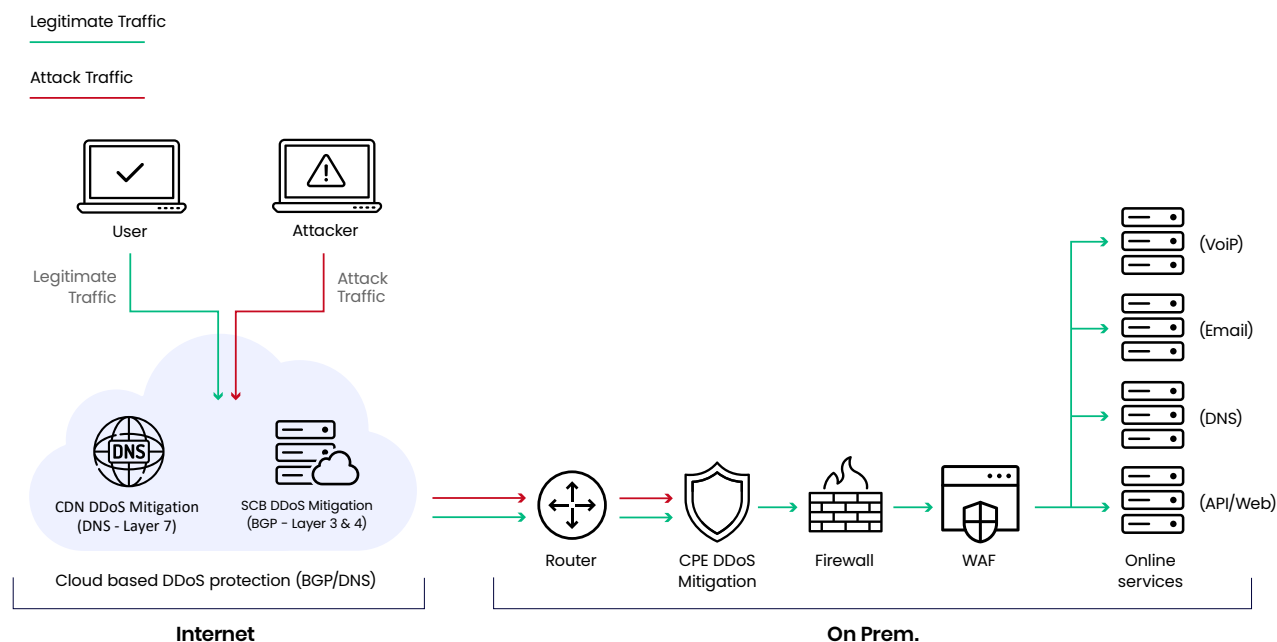 Legitimate Traffic
Attack Traffic
User
Attacker
Legitimate
Traffic
Attack
Traffic
DNS
CDN DDoS Mitigation
(DNS - Layer 7)
SCB DDoS Mitigation
(BGP – Layer 3 & 4)
Cloud based DDoS protection (BGP/DNS)
Internet
Router
CPE DDoS
Mitigation
Firewall
WAF
(VoiP)
(Email)
(DNS)
(API/Web)
Online
services
On Prem.